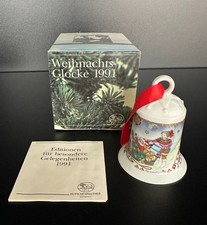 Weihnachts-
Glocke 1991
Editionen
für besondere
Gelegenheiten
1991